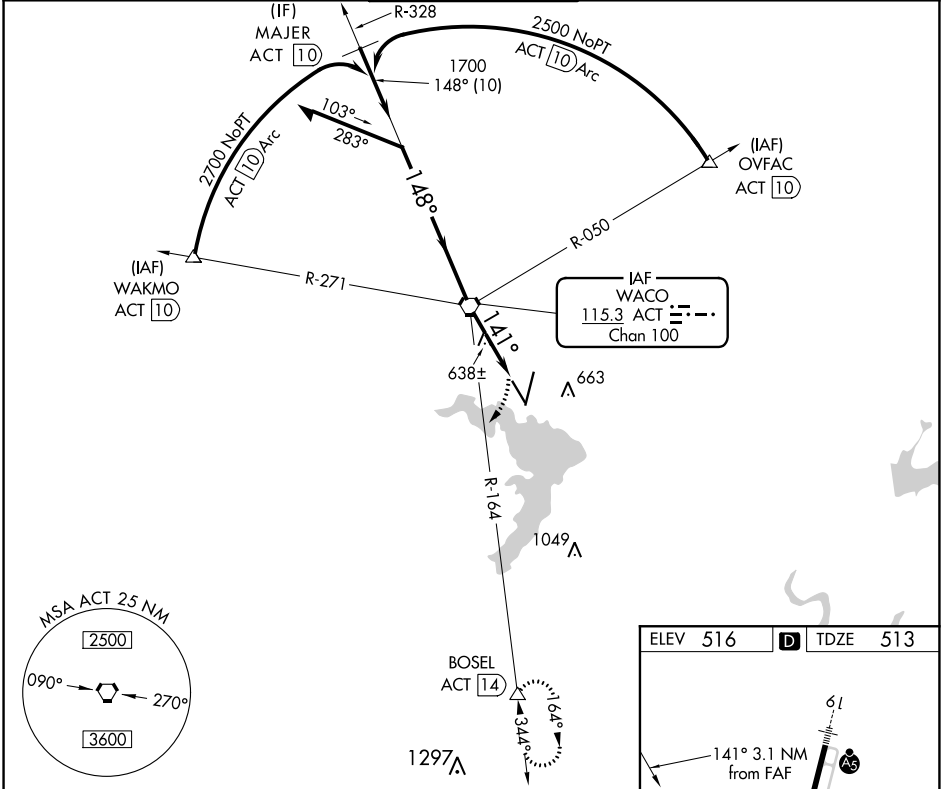 (IF)
MAJER
ACT 10
R-328
2500 NoPT
ACT 10 Arc
1700
148° (10)
103°
283°
2700 NoPT
ACT 10 Arc
148°
(IAF)
OVFAC
ACT 10
R-050
(IAF)
WAKMO
ACT 10
R-271
IAF
WACO
115.3 ACT
Chan 100
141°
638±
663
R-164
1049
MSA ACT 25 NM
2500
090°
270°
3600
BOSEL
ACT 14
344°
164°
1297
ELEV 516 D TDZE 513
19
141° 3.1 NM
from FAF
A5